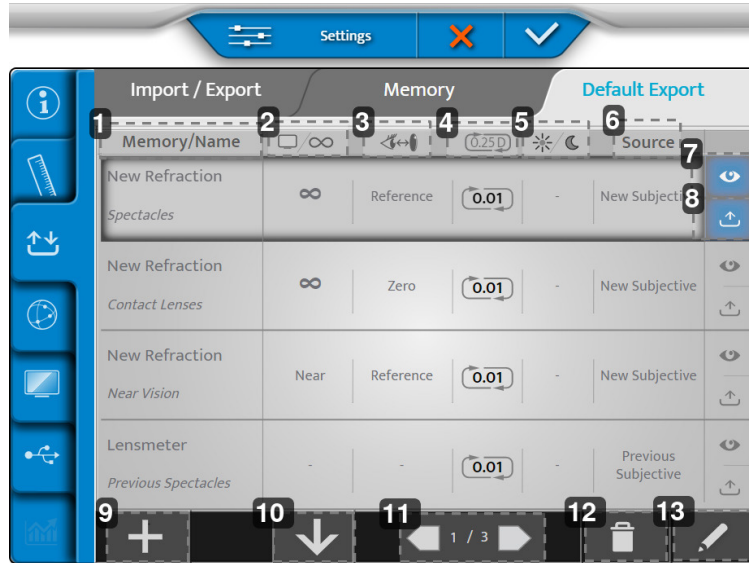 Settings
Import / Export Memory Default Export
1 2 3 4 5 6
Memory/Name /∞ 0.25 D / Source
7
New Refraction
Spectacles
∞ Reference 0.01 - New Subjective
8
New Refraction
Contact Lenses
∞ Zero 0.01 - New Subjective
New Refraction
Near Vision
Near Reference 0.01 - New Subjective
Lensmeter
Previous Spectacles
- - 0.01 - Previous
Subjective
9 10 11 12 13
1 / 3